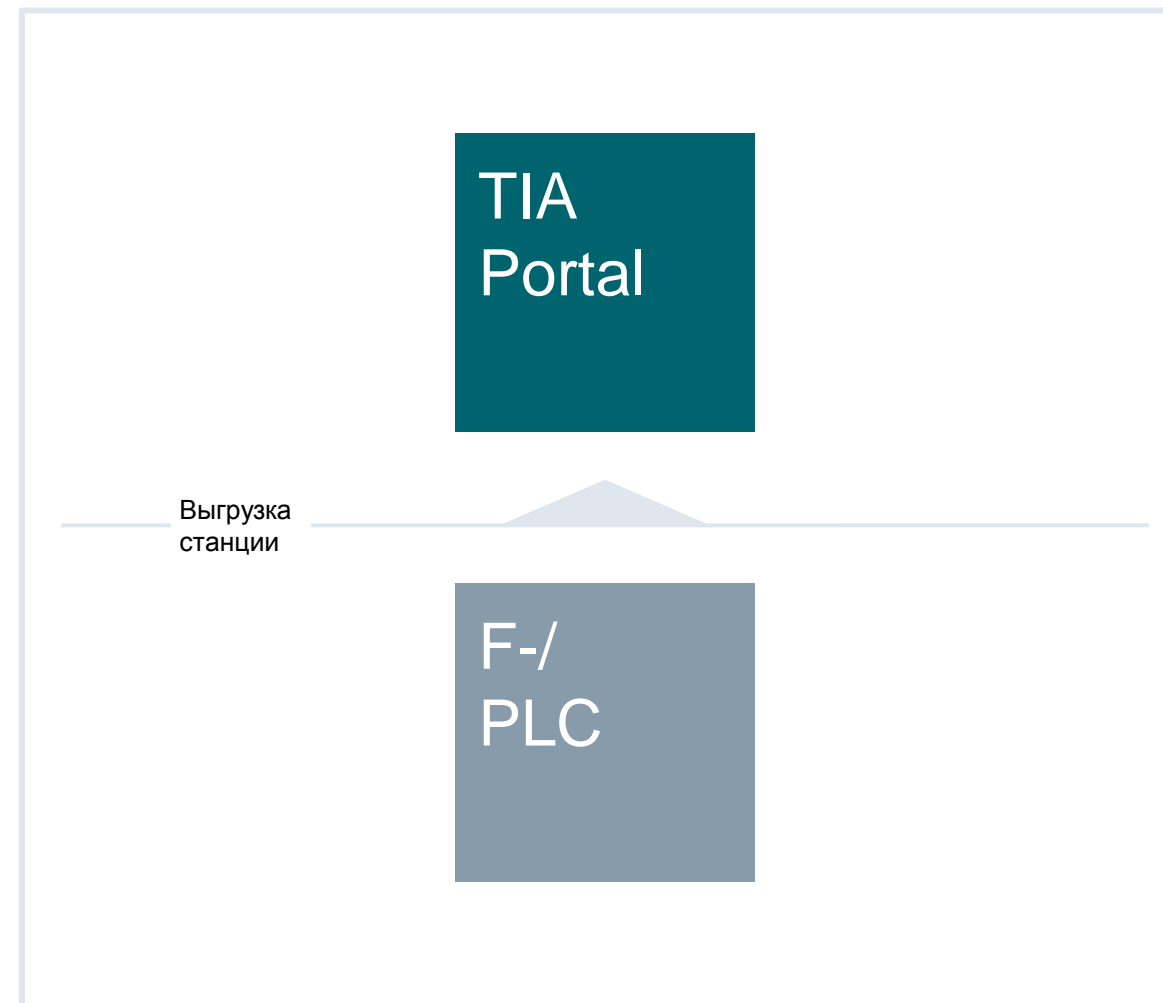 TIA
Portal
Выгрузка
станции
F-/
PLC